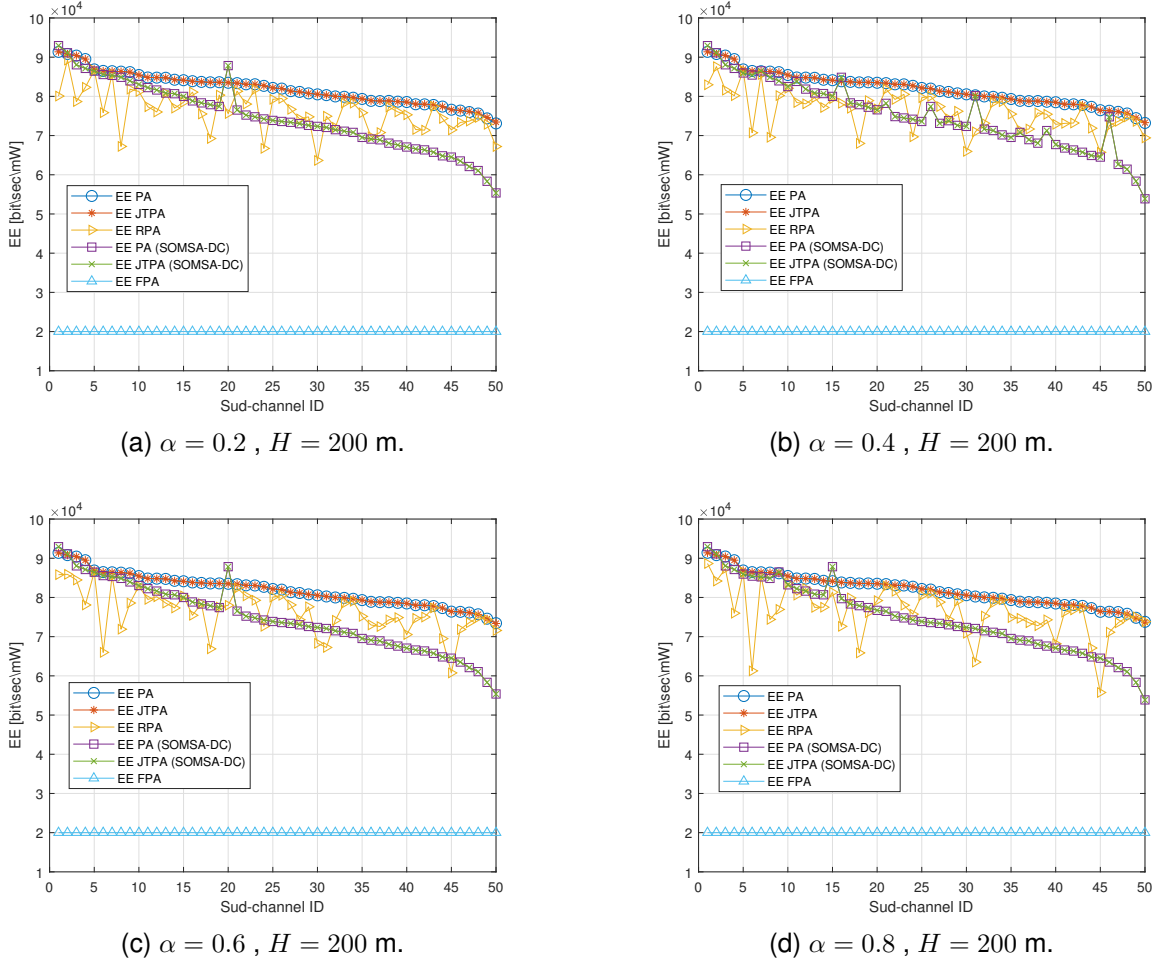 ×10⁴
10
9
8
7
6
5
4
3
2
1
EE [bit\sec\mW]
EE PA
EE JTPA
EE RPA
EE PA (SOMSA-DC)
EE JTPA (SOMSA-DC)
EE FPA
0 5 10 15 20 25 30 35 40 45 50
Sud-channel ID
(a) α = 0.2 , H = 200 m.
×10⁴
10
9
8
7
6
5
4
3
2
1
EE [bit\sec\mW]
EE PA
EE JTPA
EE RPA
EE PA (SOMSA-DC)
EE JTPA (SOMSA-DC)
EE FPA
0 5 10 15 20 25 30 35 40 45 50
Sud-channel ID
(b) α = 0.4 , H = 200 m.
×10⁴
10
9
8
7
6
5
4
3
2
1
EE [bit\sec\mW]
EE PA
EE JTPA
EE RPA
EE PA (SOMSA-DC)
EE JTPA (SOMSA-DC)
EE FPA
0 5 10 15 20 25 30 35 40 45 50
Sud-channel ID
(c) α = 0.6 , H = 200 m.
×10⁴
10
9
8
7
6
5
4
3
2
1
EE [bit\sec\mW]
EE PA
EE JTPA
EE RPA
EE PA (SOMSA-DC)
EE JTPA (SOMSA-DC)
EE FPA
0 5 10 15 20 25 30 35 40 45 50
Sud-channel ID
(d) α = 0.8 , H = 200 m.